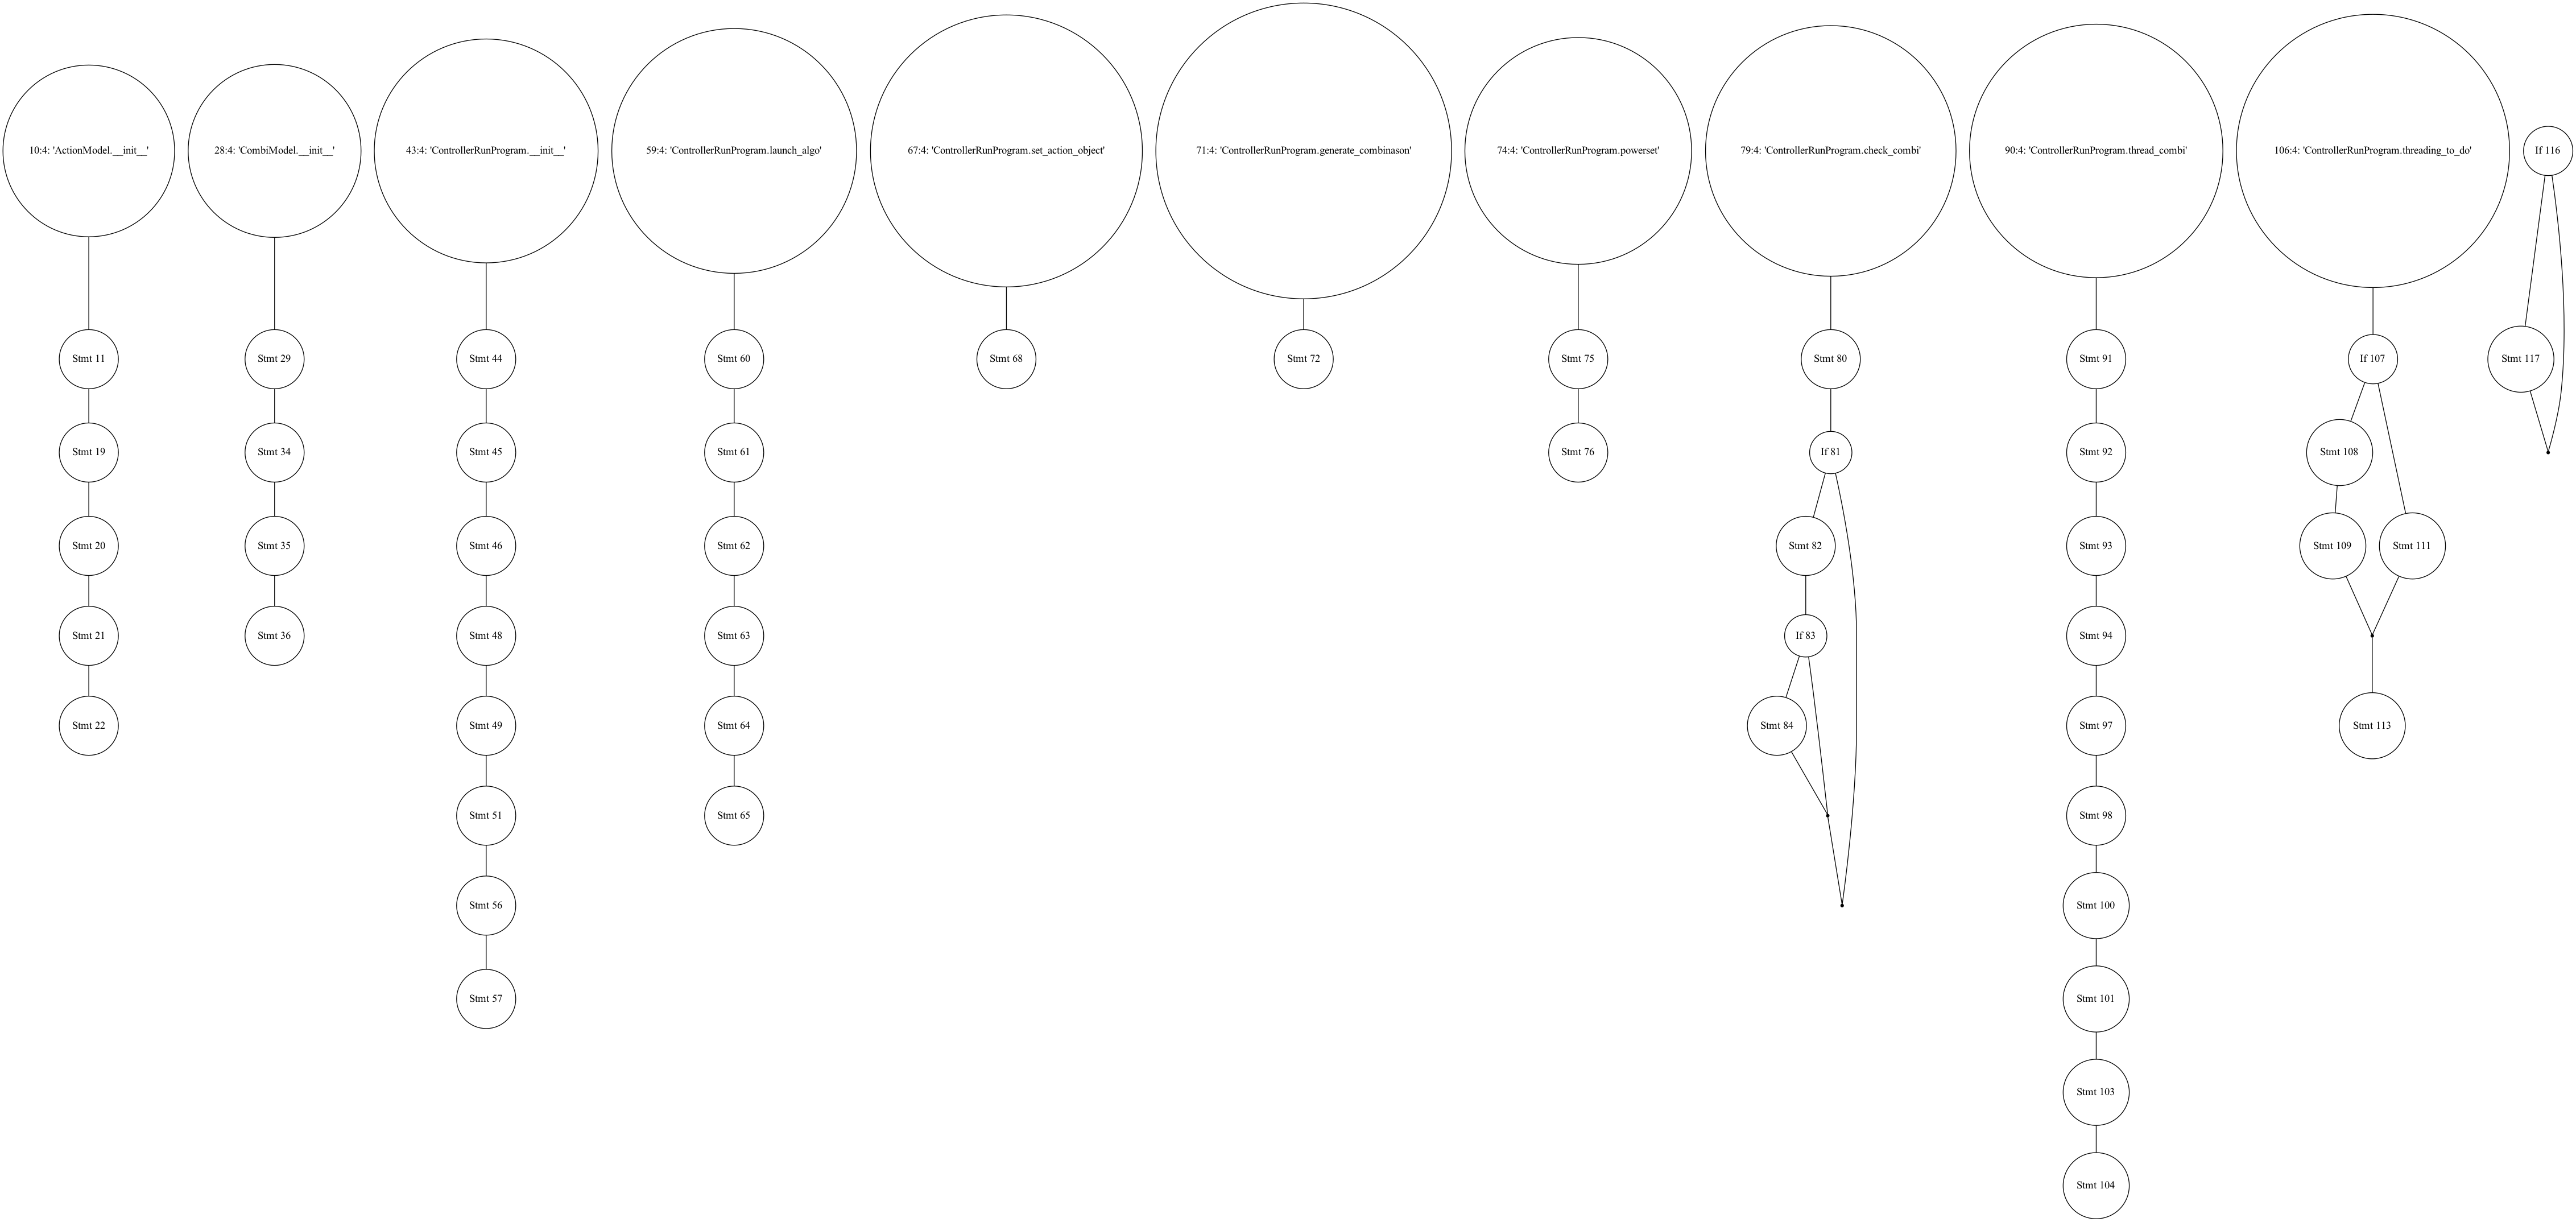 10:4: 'ActionModel.__init__'
28:4: 'CombiModel.__init__'
43:4: 'ControllerRunProgram.__init__'
59:4: 'ControllerRunProgram.launch_algo'
67:4: 'ControllerRunProgram.set_action_object'
71:4: 'ControllerRunProgram.generate_combinason'
74:4: 'ControllerRunProgram.powerset'
79:4: 'ControllerRunProgram.check_combi'
90:4: 'ControllerRunProgram.thread_combi'
106:4: 'ControllerRunProgram.threading_to_do'
If 116
Stmt 11
Stmt 29
Stmt 44
Stmt 60
Stmt 68
Stmt 72
Stmt 75
Stmt 80
Stmt 91
If 107
Stmt 117
Stmt 19
Stmt 34
Stmt 45
Stmt 61
Stmt 76
If 81
Stmt 92
Stmt 108
Stmt 20
Stmt 35
Stmt 46
Stmt 62
Stmt 82
Stmt 93
Stmt 109
Stmt 111
Stmt 21
Stmt 36
Stmt 48
Stmt 63
If 83
Stmt 94
Stmt 22
Stmt 49
Stmt 64
Stmt 84
Stmt 97
Stmt 113
Stmt 51
Stmt 65
Stmt 98
Stmt 56
Stmt 100
Stmt 57
Stmt 101
Stmt 103
Stmt 104